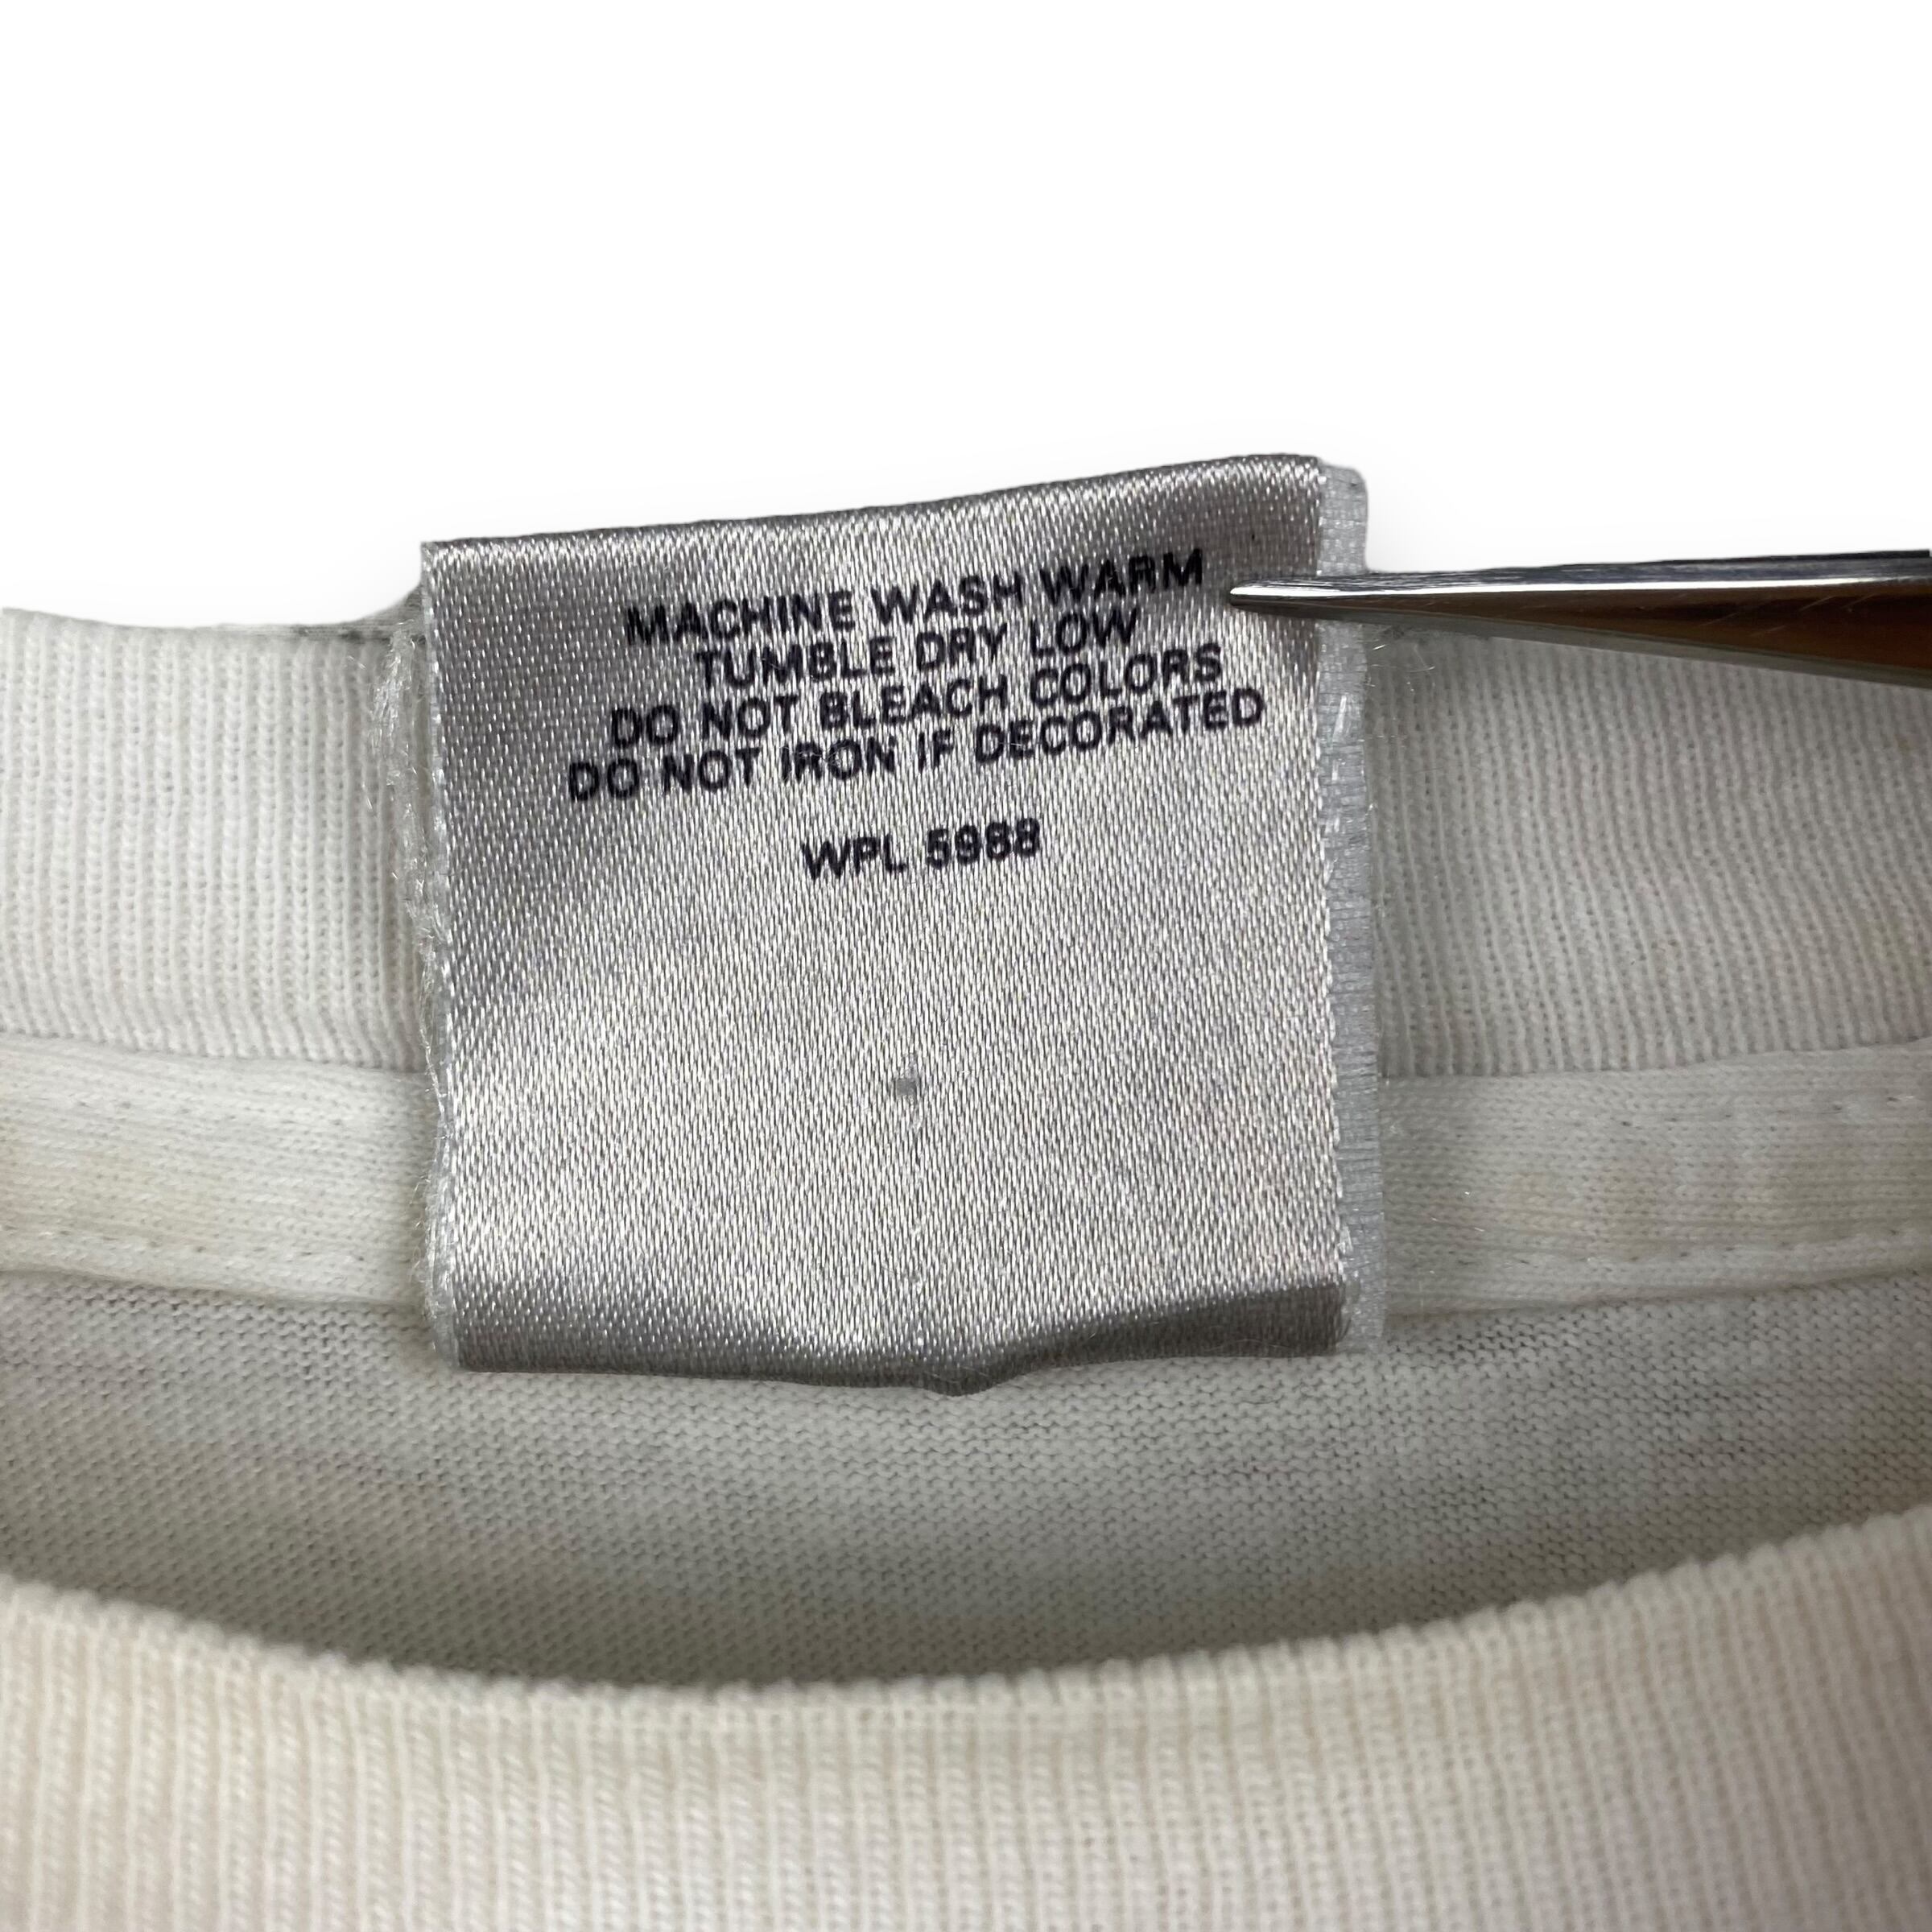 MACHINE WASH WARM
TUMBLE DRY LOW
DO NOT BLEACH COLORS
DO NOT IRON IF DECORATED
WPL 5988